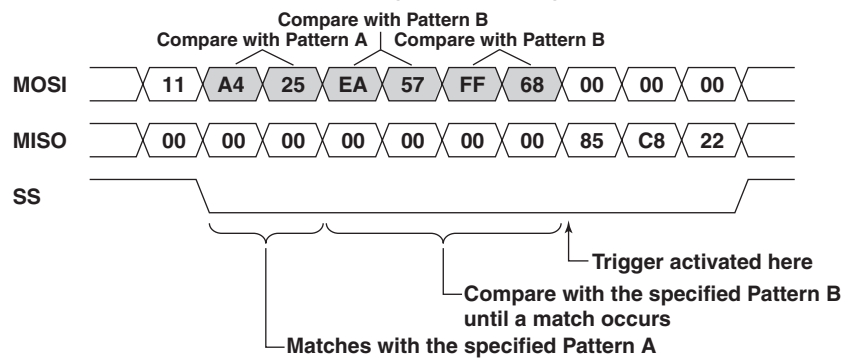 Compare with Pattern B
Compare with Pattern A Compare with Pattern B
MOSI 11 A4 25 EA 57 FF 68 00 00 00
MISO 00 00 00 00 00 00 00 85 C8 22
SS
Trigger activated here
Compare with the specified Pattern B
until a match occurs
Matches with the specified Pattern A